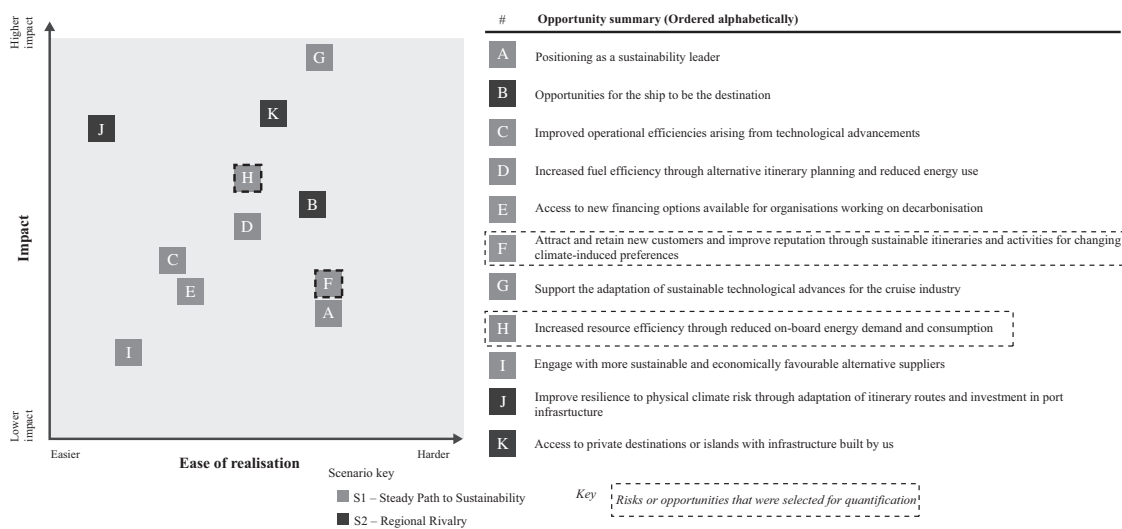 Higher
impact
Impact
Lower
impact
G
K
J
H
B
D
C
F
E
A
I
Easier
Ease of realisation
Harder
Scenario key
S1 – Steady Path to Sustainability
S2 – Regional Rivalry
# Opportunity summary (Ordered alphabetically)
A Positioning as a sustainability leader
B Opportunities for the ship to be the destination
C Improved operational efficiencies arising from technological advancements
D Increased fuel efficiency through alternative itinerary planning and reduced energy use
E Access to new financing options available for organisations working on decarbonisation
F Attract and retain new customers and improve reputation through sustainable itineraries and activities for changing
climate-induced preferences
G Support the adaptation of sustainable technological advances for the cruise industry
H Increased resource efficiency through reduced on-board energy demand and consumption
I Engage with more sustainable and economically favourable alternative suppliers
J Improve resilience to physical climate risk through adaptation of itinerary routes and investment in port
infrasrtucture
K Access to private destinations or islands with infrastructure built by us
Key Risks or opportunities that were selected for quantification